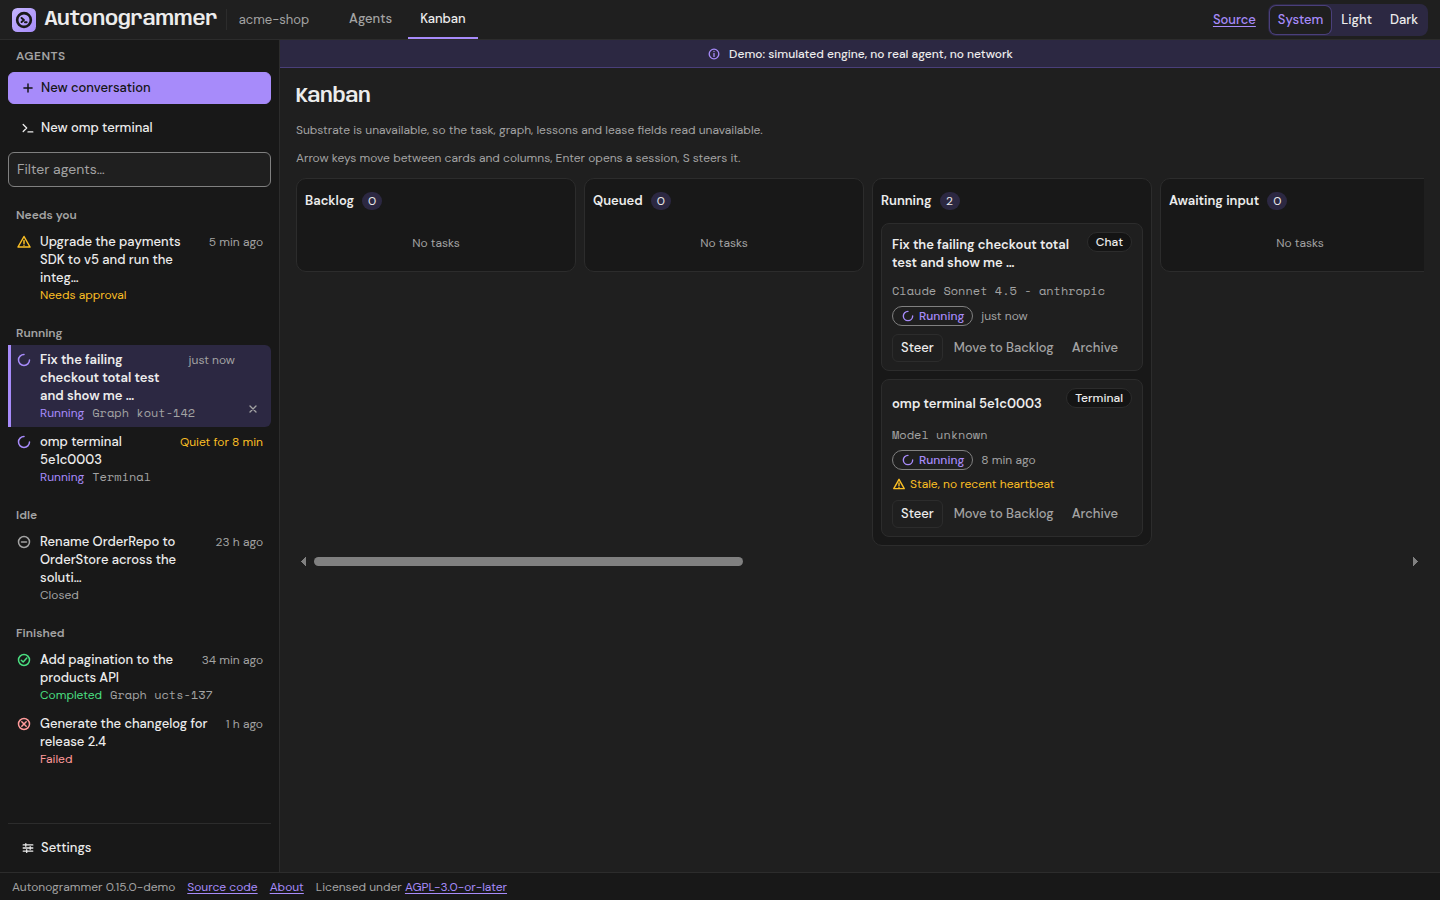 Autonogrammer
acme-shop
Agents
Kanban
Source
System
Light
Dark
AGENTS
New conversation
New omp terminal
Filter agents...
Needs you
Upgrade the payments
SDK to v5 and run the
integ...
5 min ago
Needs approval
Running
Fix the failing
checkout total test
and show me ...
just now
Running Graph kout-142
omp terminal
5e1c0003
Quiet for 8 min
Running Terminal
Idle
Rename OrderRepo to
OrderStore across the
soluti...
23 h ago
Closed
Finished
Add pagination to the
products API
34 min ago
Completed Graph ucts-137
Generate the changelog for
release 2.4
1 h ago
Failed
Settings
Demo: simulated engine, no real agent, no network
Kanban
Substrate is unavailable, so the task, graph, lessons and lease fields read unavailable.
Arrow keys move between cards and columns, Enter opens a session, S steers it.
Backlog 0
No tasks
Queued 0
No tasks
Running 2
Fix the failing checkout total
test and show me ...
Chat
Claude Sonnet 4.5 - anthropic
Running just now
Steer Move to Backlog Archive
omp terminal 5e1c0003
Terminal
Model unknown
Running 8 min ago
Stale, no recent heartbeat
Steer Move to Backlog Archive
Awaiting input 0
No tasks
Autonogrammer 0.15.0-demo Source code About Licensed under AGPL-3.0-or-later